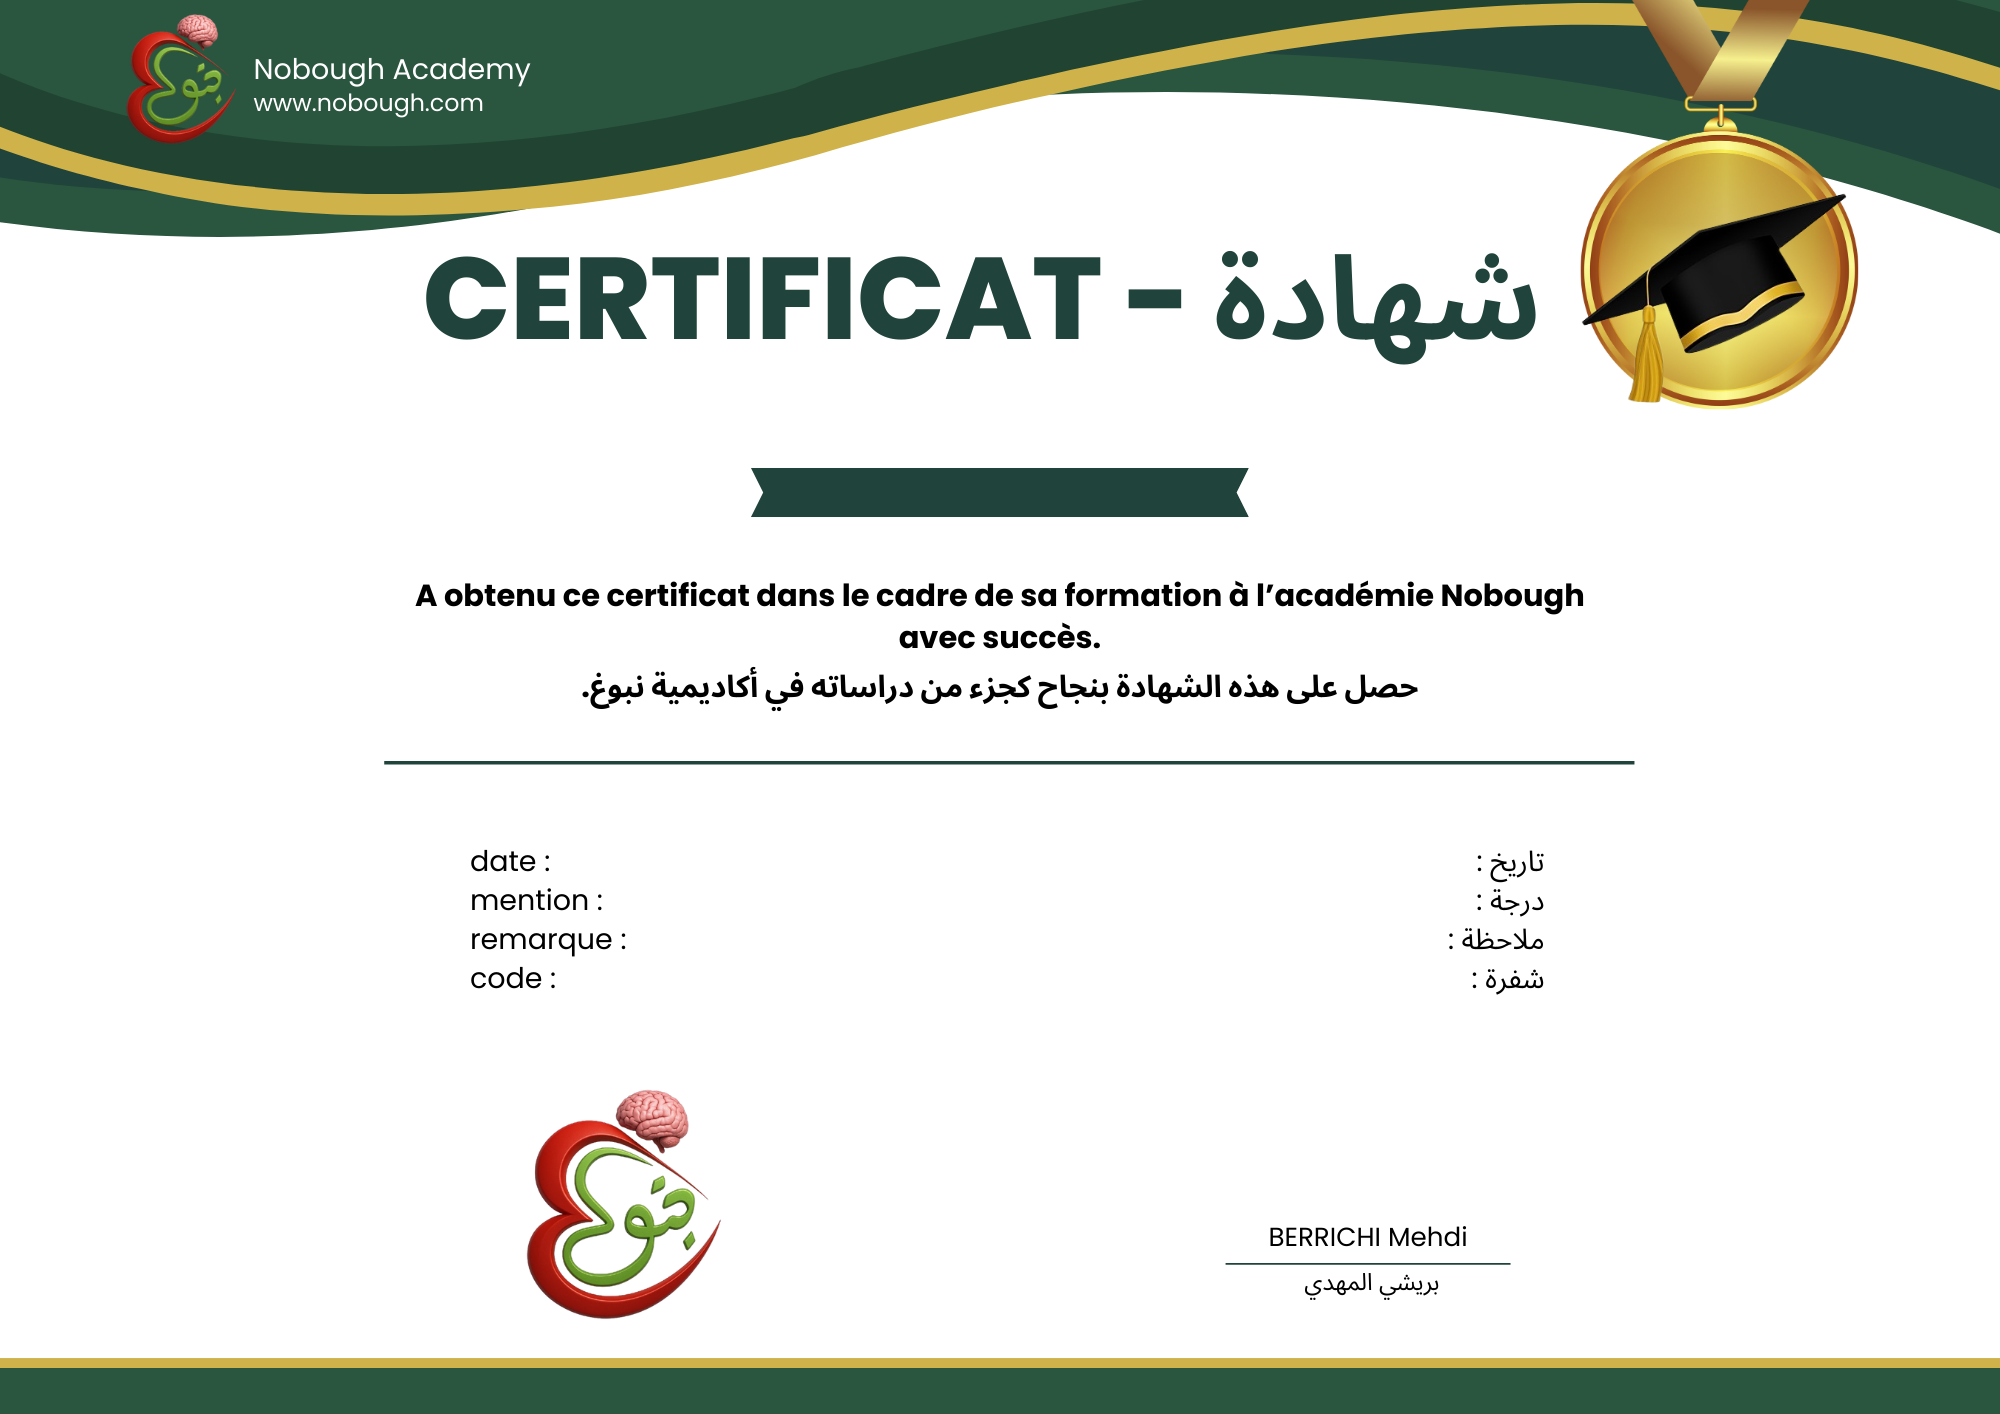 نبوغ
Nobough Academy
www.nobough.com
CERTIFICAT - شهادة
A obtenu ce certificat dans le cadre de sa formation à l’académie Nobough
avec succès.
حصل على هذه الشهادة بنجاح كجزء من دراساته في أكاديمية نبوغ.
date :
تاريخ :
mention :
درجة :
remarque :
ملاحظة :
code :
شفرة :
نبوغ
BERRICHI Mehdi
بريشي المهدي